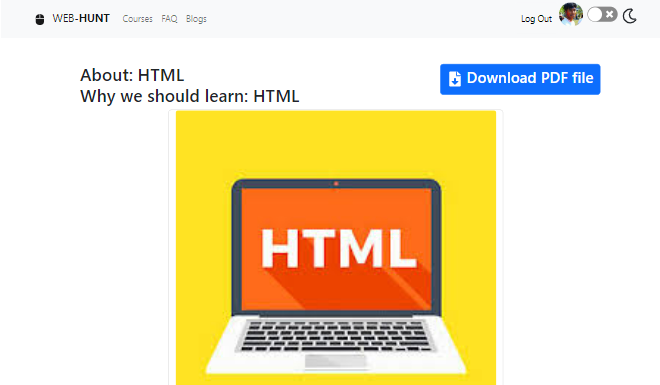 WEB-HUNT Courses FAQ Blogs Log Out
About: HTML
Why we should learn: HTML
Download PDF file
HTML